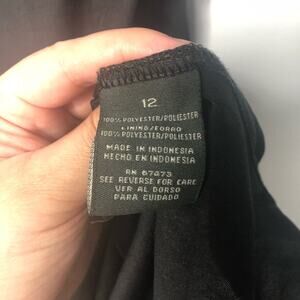 12
100% POLYESTER/POLIESTER
LINING/FORRO
100% POLYESTER/POLIESTER
MADE IN INDONESIA
HECHO EN INDONESIA
RN 67473
SEE REVERSE FOR CARE
VER AL DORSO
PARA CUIDADO